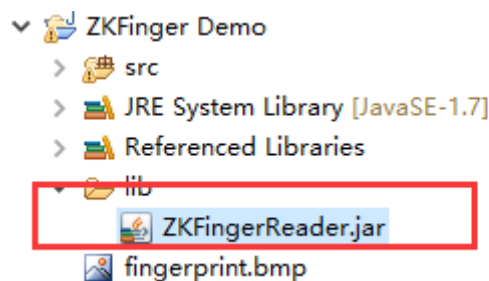 ZKFinger Demo
src
JRE System Library [JavaSE-1.7]
Referenced Libraries
lib
ZKFingerReader.jar
fingerprint.bmp